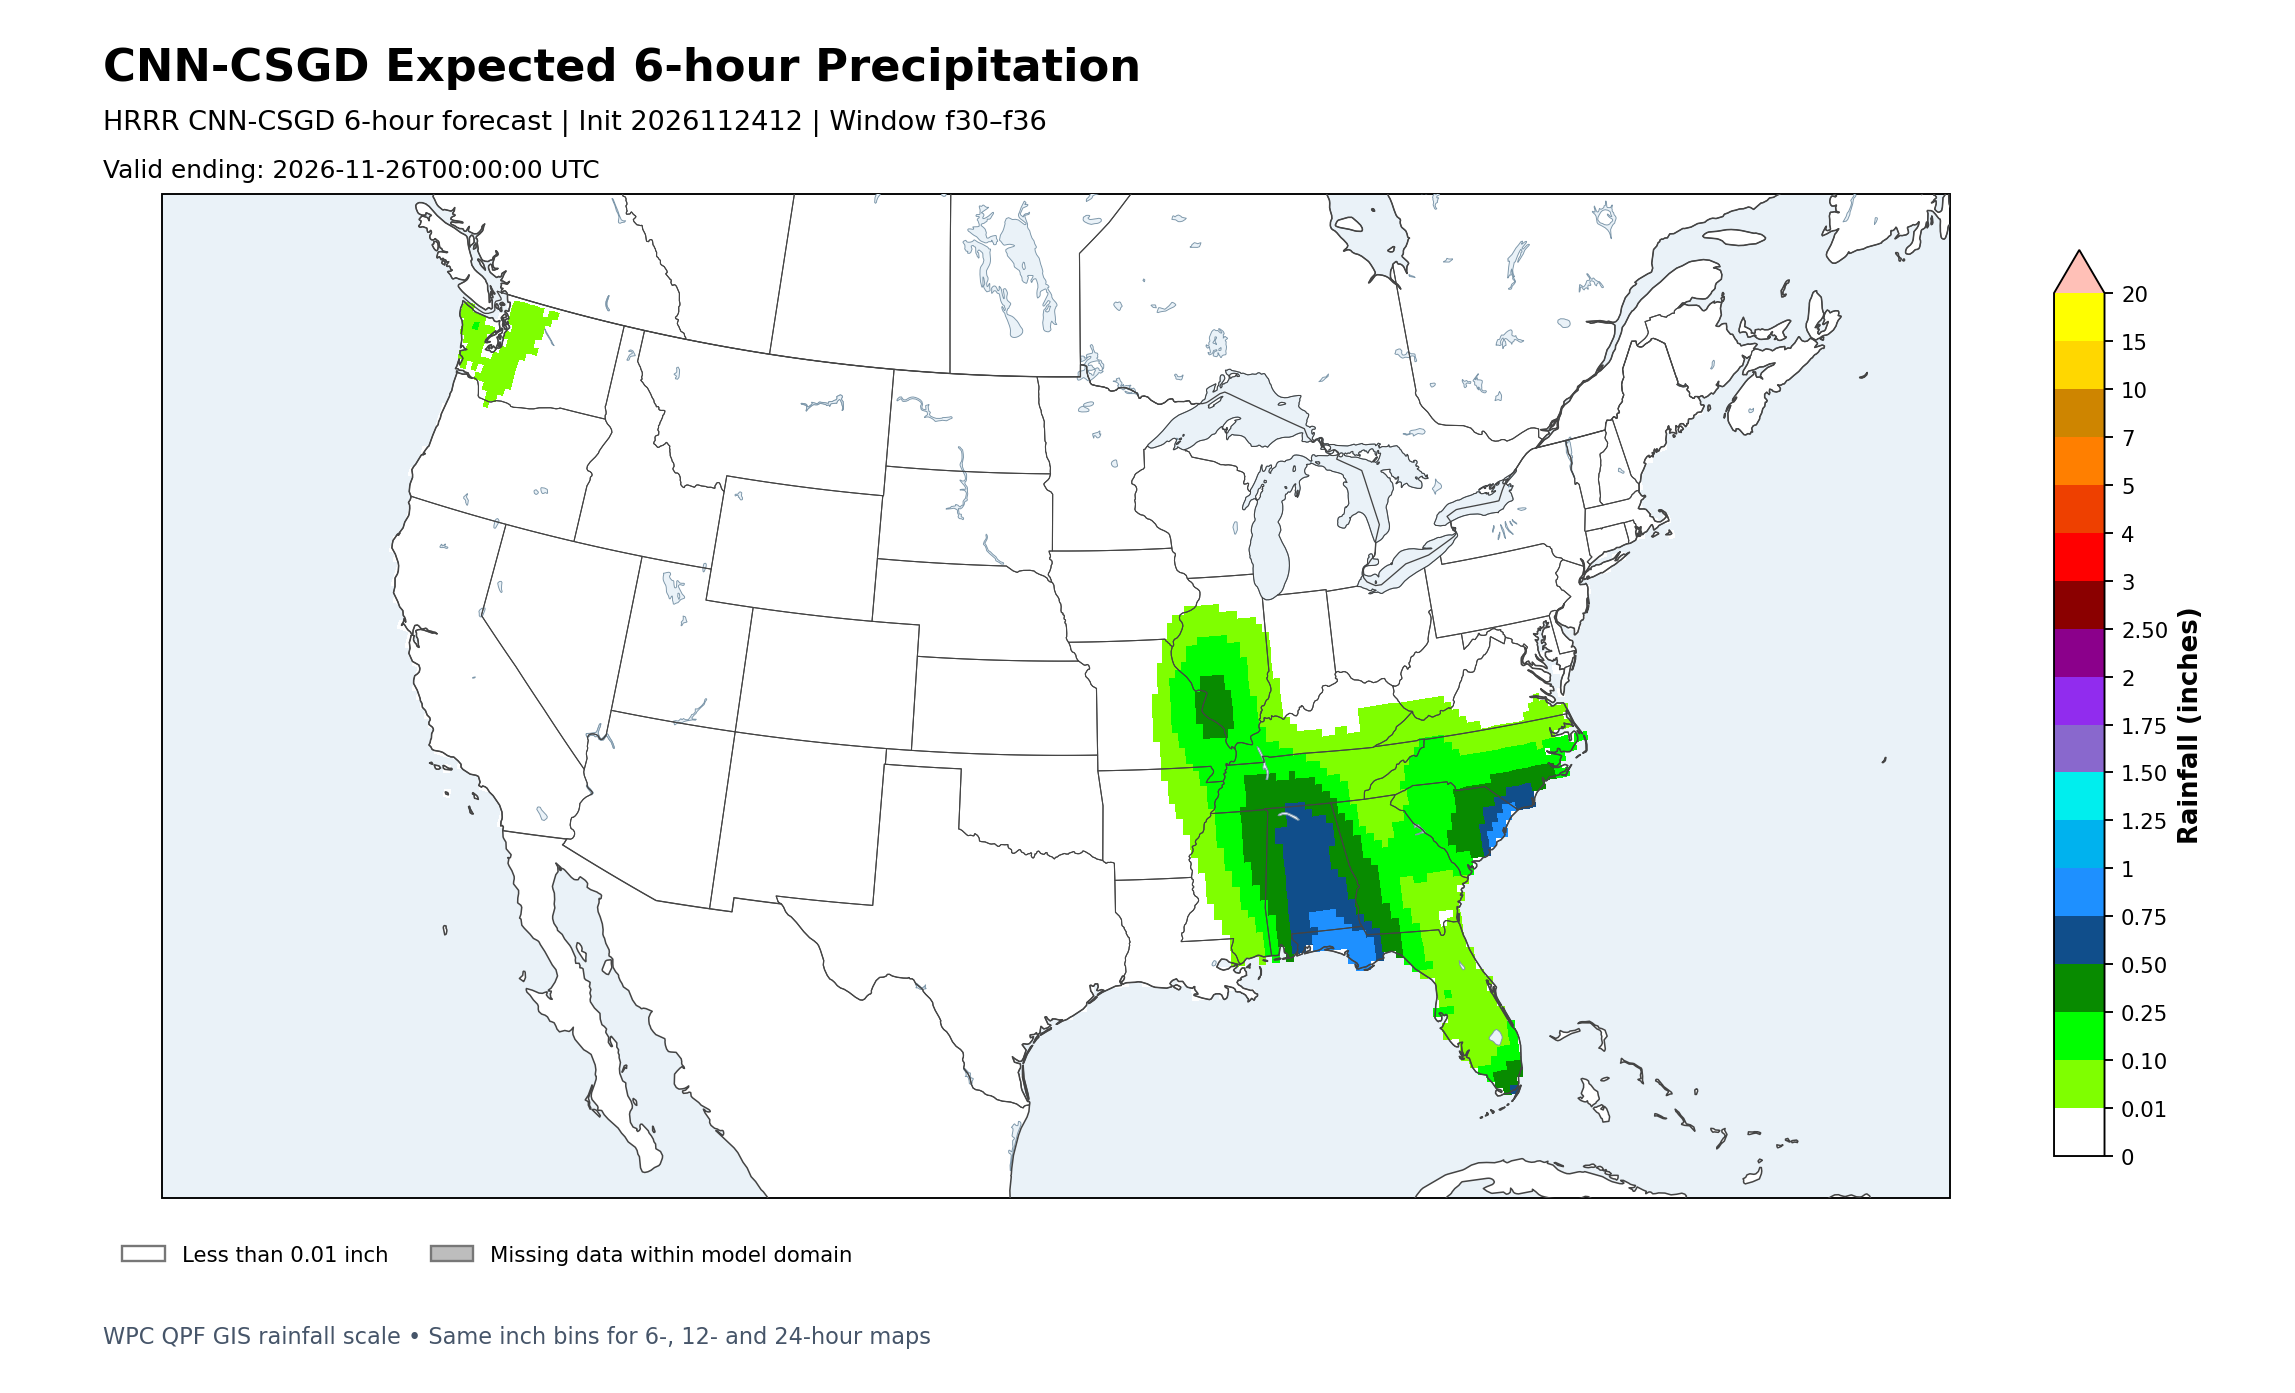 CNN-CSGD Expected 6-hour Precipitation
HRRR CNN-CSGD 6-hour forecast | Init 2026112412 | Window f30–f36
Valid ending: 2026-11-26T00:00:00 UTC
20
15
10
7
5
4
3
2.50
2
1.75
1.50
1.25
1
0.75
0.50
0.25
0.10
0.01
0
Rainfall (inches)
Less than 0.01 inch
Missing data within model domain
WPC QPF GIS rainfall scale • Same inch bins for 6-, 12- and 24-hour maps